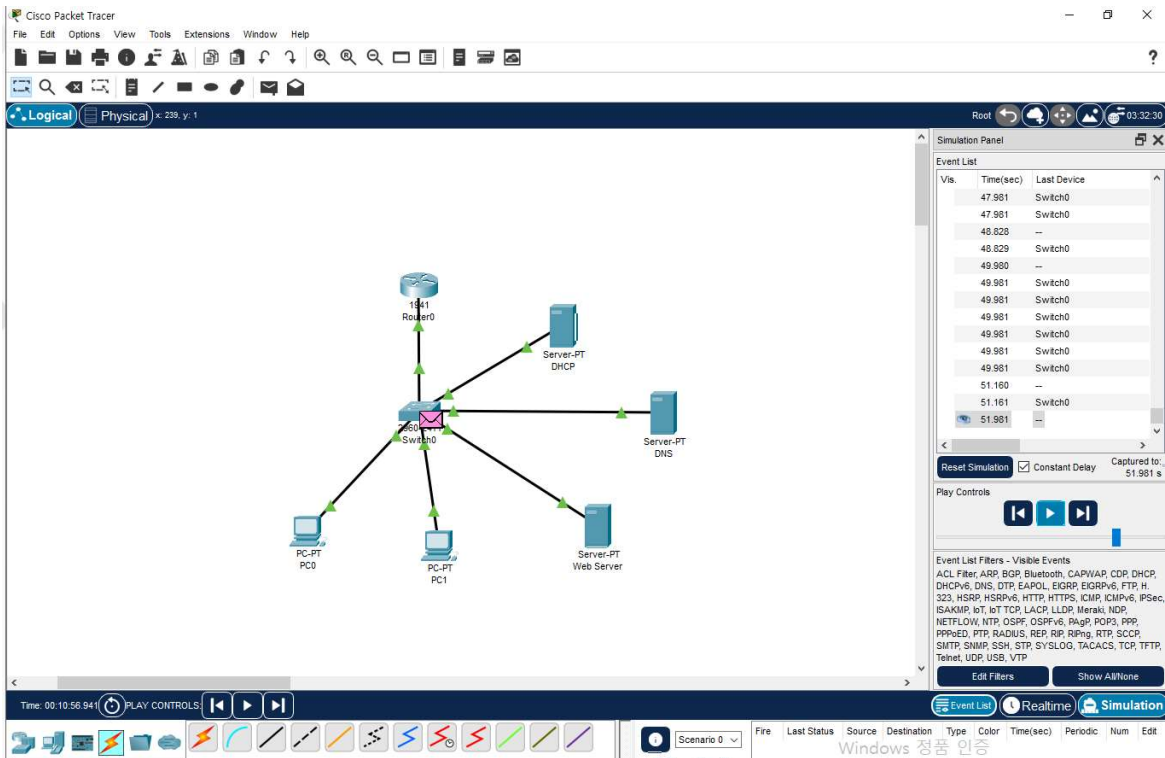 Cisco Packet Tracer
File Edit Options View Tools Extensions Window Help
?
Logical Physical x: 239, y: 1
Root 03:32:30
Simulation Panel
Event List
Vis. Time(sec) Last Device
47.981 Switch0
47.981 Switch0
48.828 --
48.829 Switch0
49.980 --
49.981 Switch0
49.981 Switch0
49.981 Switch0
49.981 Switch0
49.981 Switch0
49.981 Switch0
51.160 --
51.161 Switch0
51.981 --
Reset Simulation Constant Delay Captured to:
51.981 s
Play Controls
Event List Filters - Visible Events
ACL Filter, ARP, BGP, Bluetooth, CAPWAP, CDP, DHCP,
DHCPv6, DNS, DTP, EAPOL, EIGRP, EIGRPv6, FTP, H.
323, HSRP, HSRPv6, HTTP, HTTPS, ICMP, ICMPv6, IPSec,
ISAKMP, IoT, IoT TCP, LACP, LLDP, Meraki, NDP,
NETFLOW, NTP, OSPF, OSPFv6, PAgP, POP3, PPP,
PPPoED, PTP, RADIUS, REP, RIP, RIPng, RTP, SCCP,
SMTP, SNMP, SSH, STP, SYSLOG, TACACS, TCP, TFTP,
Telnet, UDP, USB, VTP
Edit Filters Show All/None
1941
Router0
Server-PT
DHCP
Switch0
Server-PT
DNS
PC-PT
PC0
PC-PT
PC1
Server-PT
Web Server
Time: 00:10:56.941 PLAY CONTROLS:
Event List Realtime Simulation
Scenario 0
Fire Last Status Source Destination Type Color Time(sec) Periodic Num Edit
Windows 정품 인증